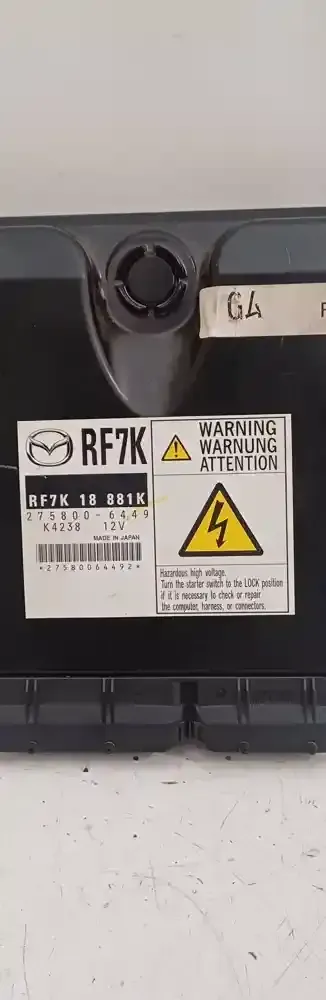 G4
RF7K
RF7K 18 881K
275800-6449
K4238 12V
MADE IN JAPAN
*27580064492*
WARNING
WARNUNG
ATTENTION
Hazardous high voltage.
Turn the starter switch to the LOCK position
if it is necessary to check or repair
the computer, harness, or connectors.